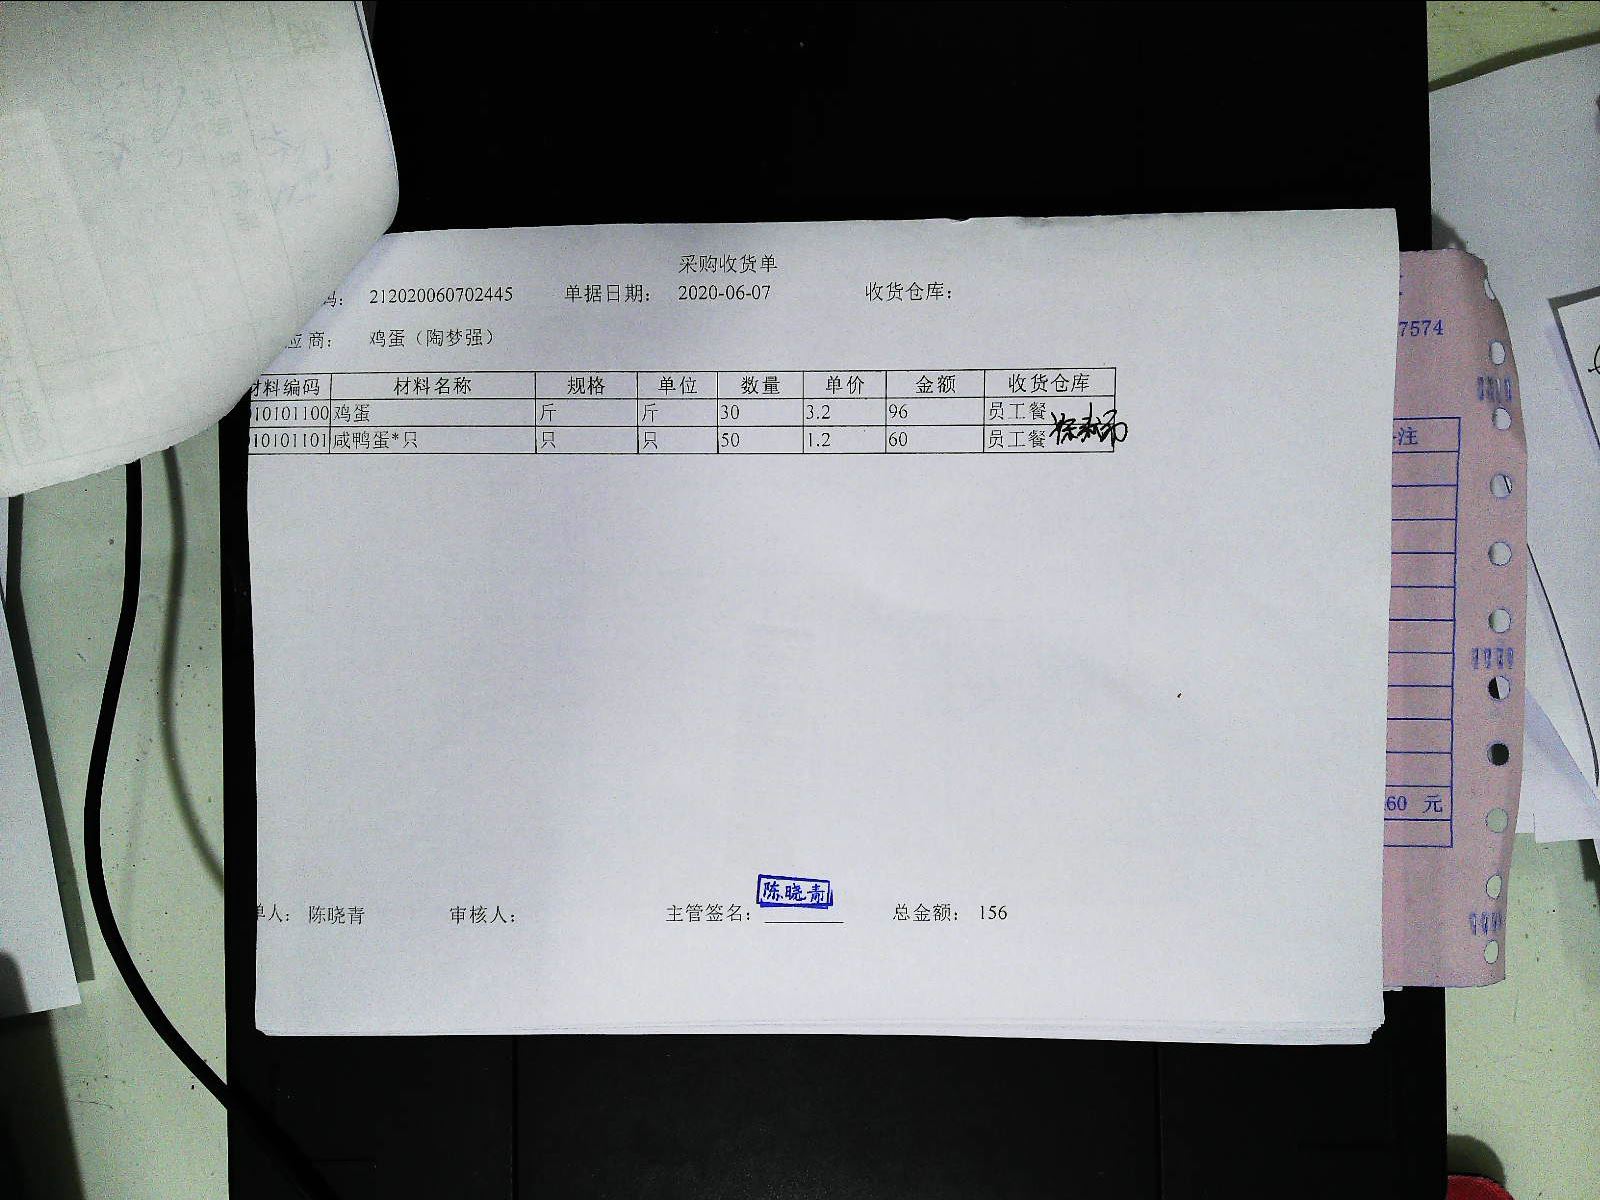 采购收货单
码： 212020060702445 单据日期： 2020-06-07 收货仓库：
应商： 鸡蛋（陶梦强）
材料编码 材料名称 规格 单位 数量 单价 金额 收货仓库
010101100 鸡蛋 斤 斤 30 3.2 96 员工餐
10101101 咸鸭蛋*只 只 只 50 1.2 60 员工餐
陈晓青
单人： 陈晓青 审核人： 主管签名： 总金额： 156
7574
注
60 元